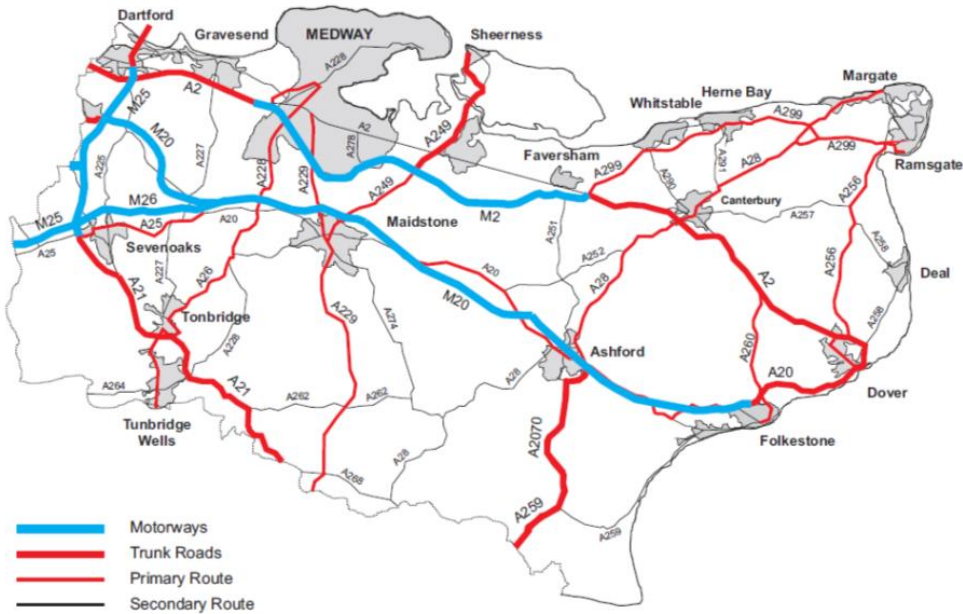 Dartford
Gravesend
MEDWAY
Sheerness
A228
Margate
Herne Bay
Whitstable
A2
M25
A299
A2
A249
M20
A278
A227
A225
Faversham
A299
A28
A291
A299
Ramsgate
A228
A229
A249
A290
A256
M26
M2
Canterbury
M25
A25
A20
Maidstone
A251
A257
A25
Sevenoaks
A252
A258
A227
A26
A20
A28
A256
Deal
A21
A2
M20
Tonbridge
A229
A274
A258
A228
Ashford
A260
A20
A264
A21
A28
Dover
A262
A262
Tunbridge
Wells
A2070
Folkestone
A28
A268
A259
A259
Motorways
Trunk Roads
Primary Route
Secondary Route